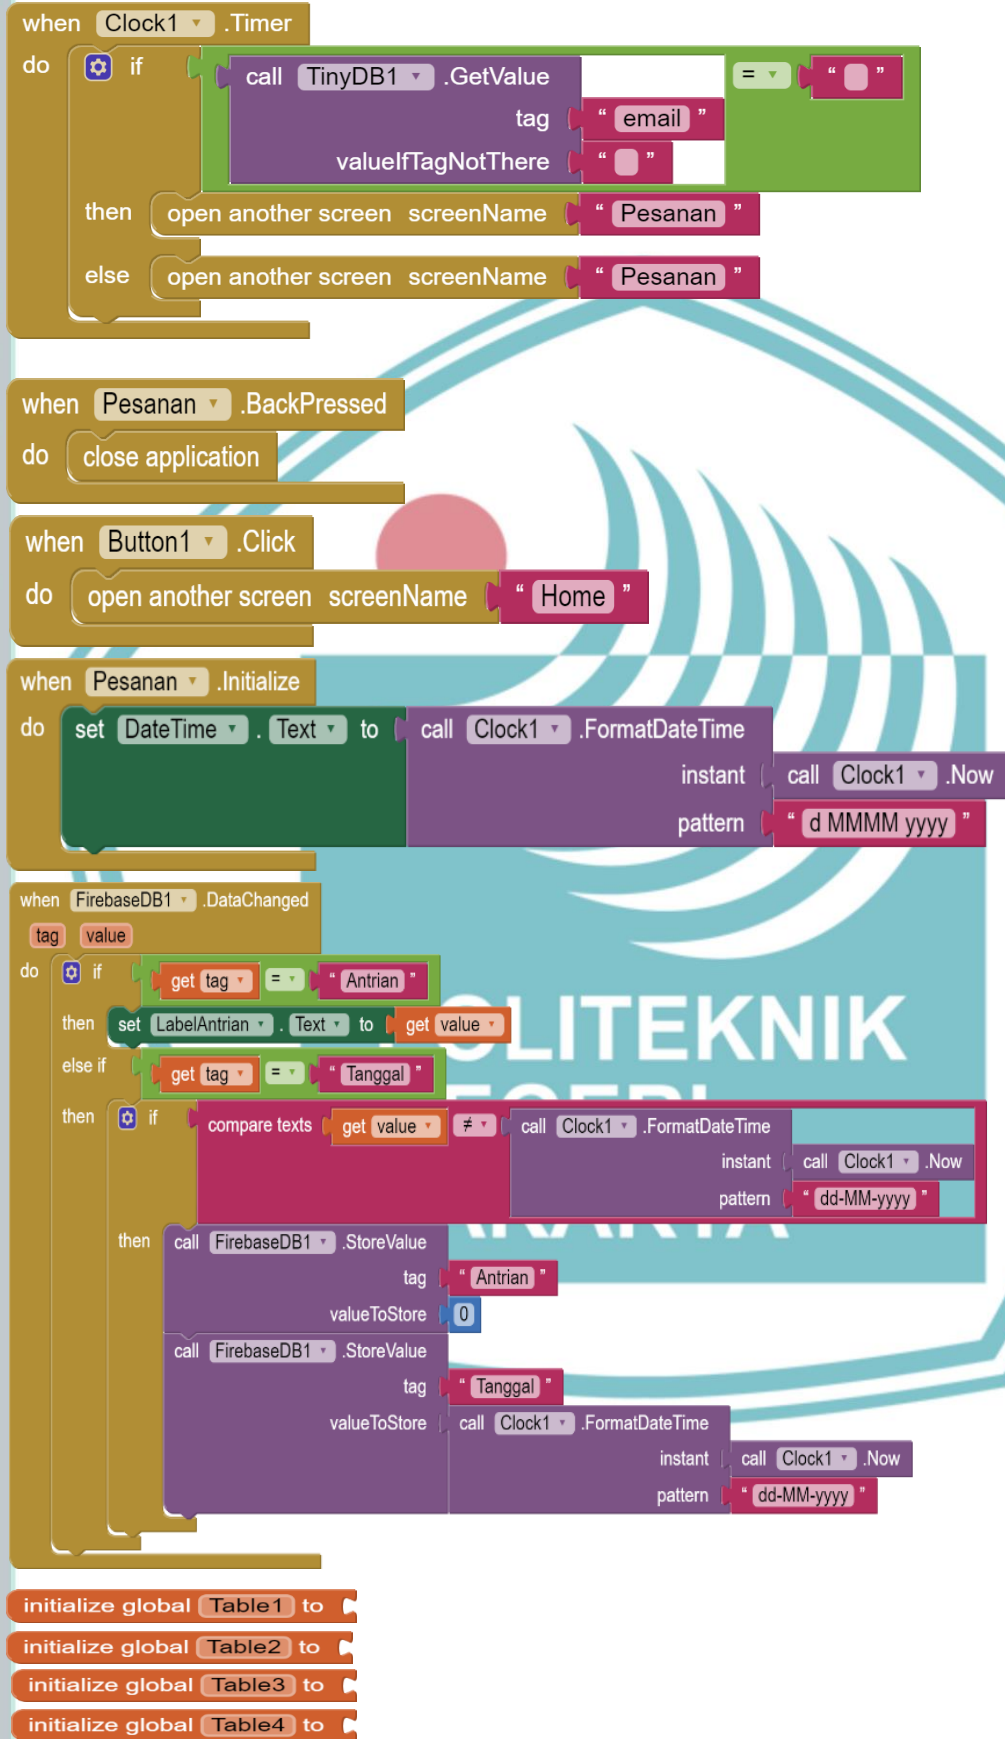 when Clock1 .Timer
do if call TinyDB1 .GetValue = " "
tag " email "
valueIfTagNotThere " "
then open another screen screenName " Pesanan "
else open another screen screenName " Pesanan "
when Pesanan .BackPressed
do close application
when Button1 .Click
do open another screen screenName " Home "
when Pesanan .Initialize
do set DateTime . Text to call Clock1 .FormatDateTime
instant call Clock1 .Now
pattern " d MMMM yyyy "
when FirebaseDB1 .DataChanged
tag value
do if get tag = " Antrian "
then set LabelAntrian . Text to get value
else if get tag = " Tanggal "
then if compare texts get value ≠ call Clock1 .FormatDateTime
instant call Clock1 .Now
pattern " dd-MM-yyyy "
then call FirebaseDB1 .StoreValue
tag " Antrian "
valueToStore 0
call FirebaseDB1 .StoreValue
tag " Tanggal "
valueToStore call Clock1 .FormatDateTime
instant call Clock1 .Now
pattern " dd-MM-yyyy "
initialize global Table1 to
initialize global Table2 to
initialize global Table3 to
initialize global Table4 to
POLITEKNIK